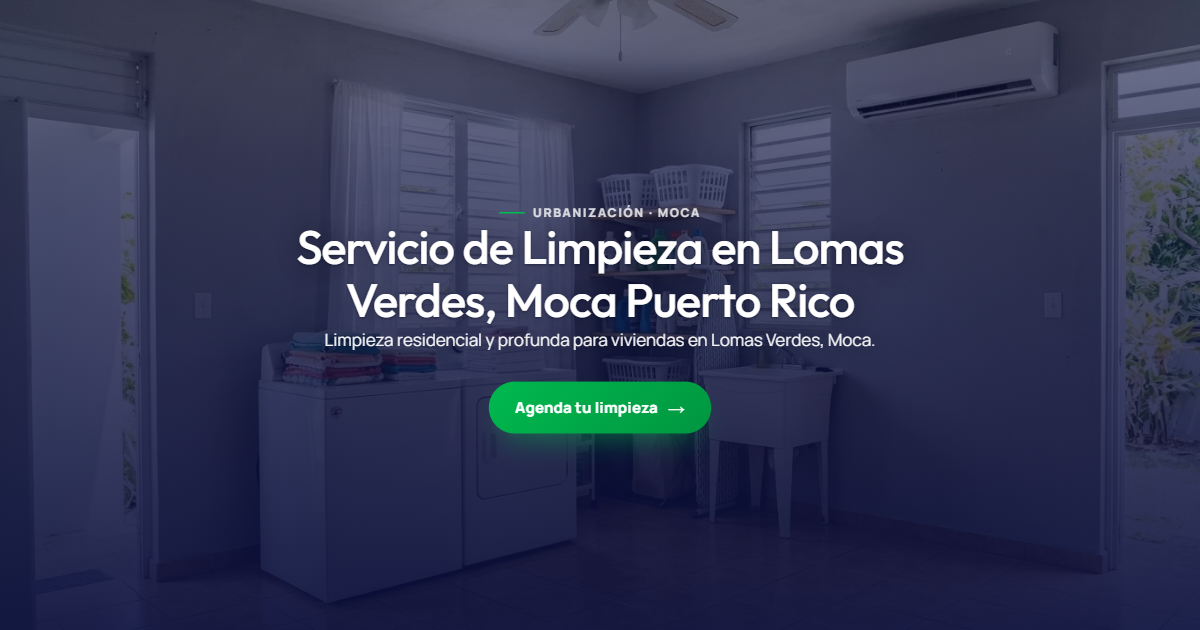 URBANIZACIÓN · MOCA
Servicio de Limpieza en Lomas
Verdes, Moca Puerto Rico
Limpieza residencial y profunda para viviendas en Lomas Verdes, Moca.
Agenda tu limpieza →